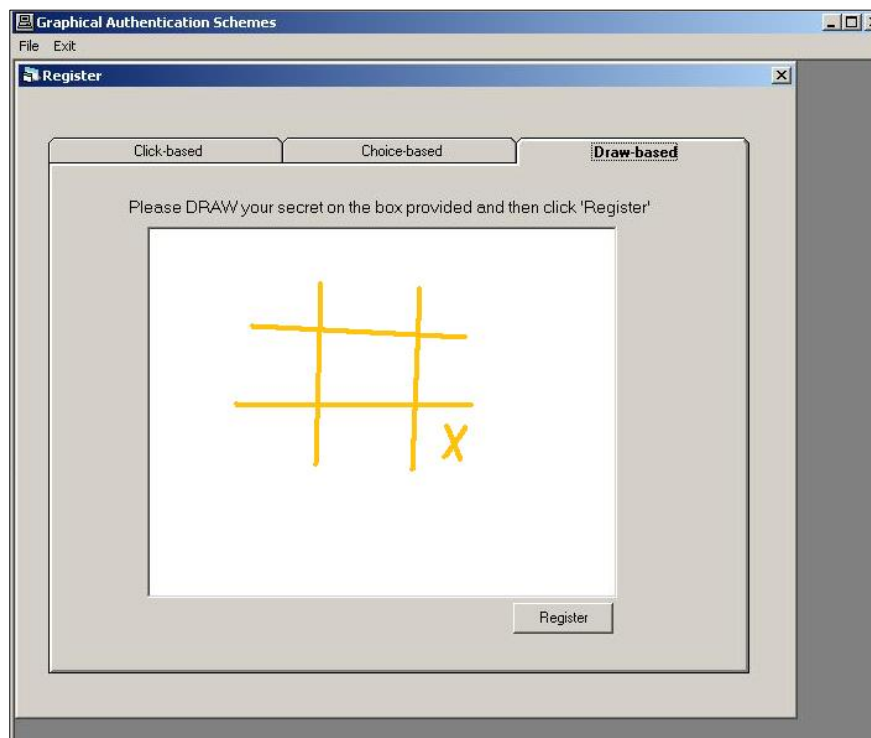 Graphical Authentication Schemes
File Exit
Register
Click-based Choice-based Draw-based
Please DRAW your secret on the box provided and then click 'Register'
X
Register